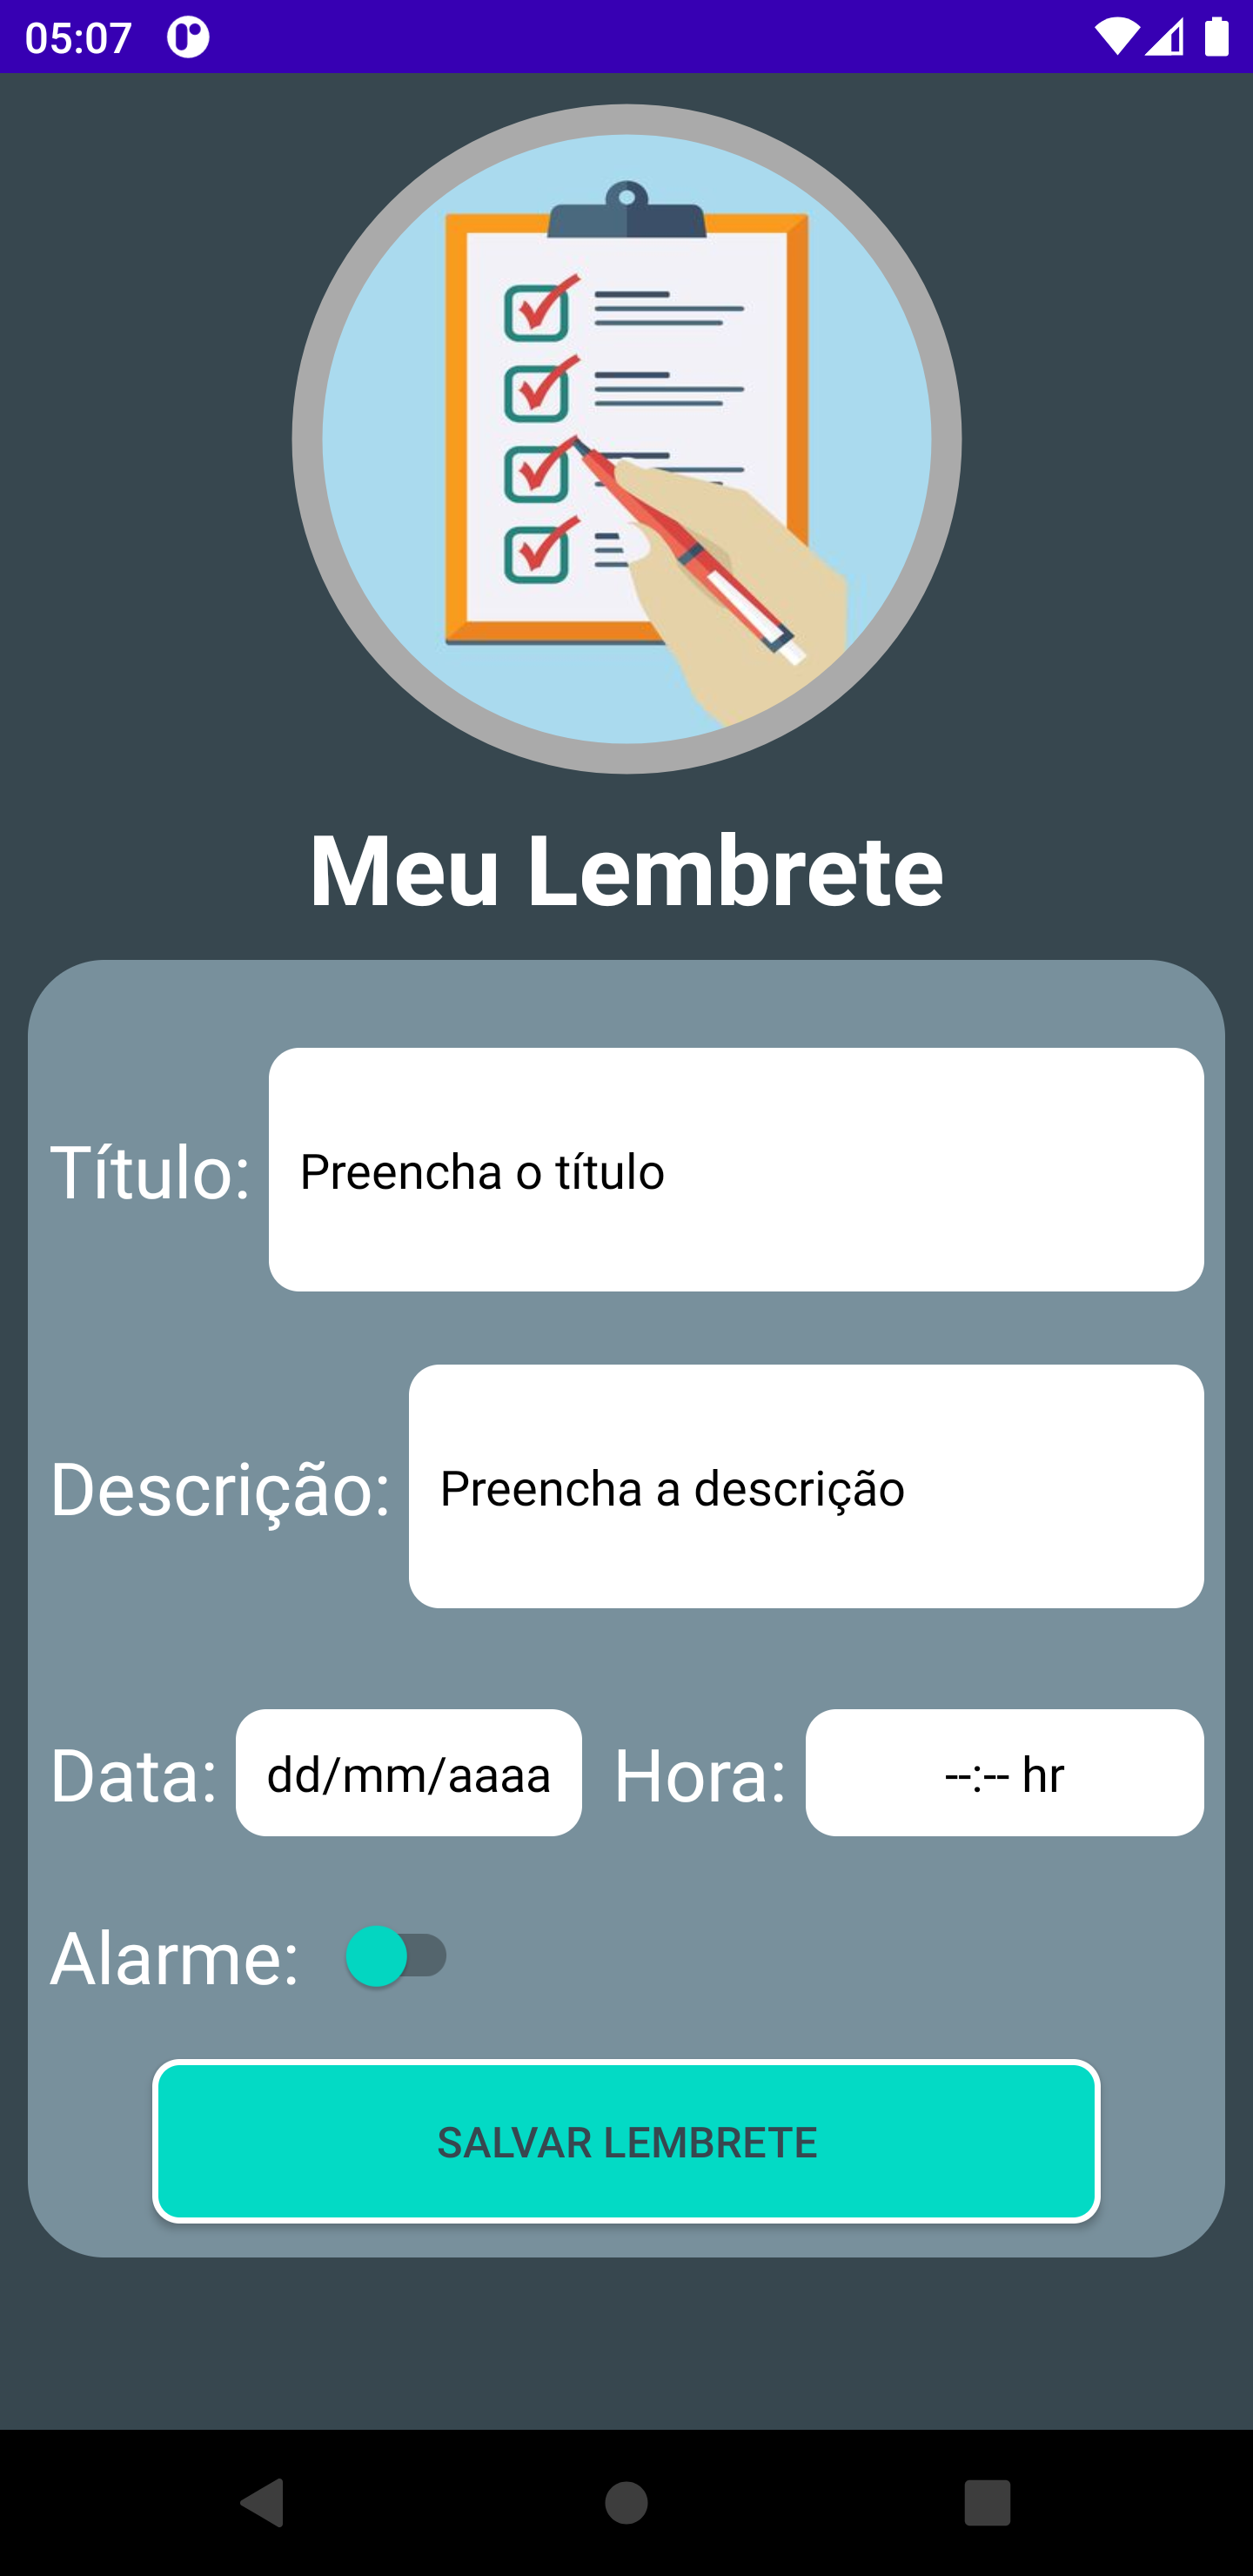 05:07
Meu Lembrete
Título: Preencha o título
Descrição: Preencha a descrição
Data: dd/mm/aaaa Hora: --:-- hr
Alarme:
SALVAR LEMBRETE